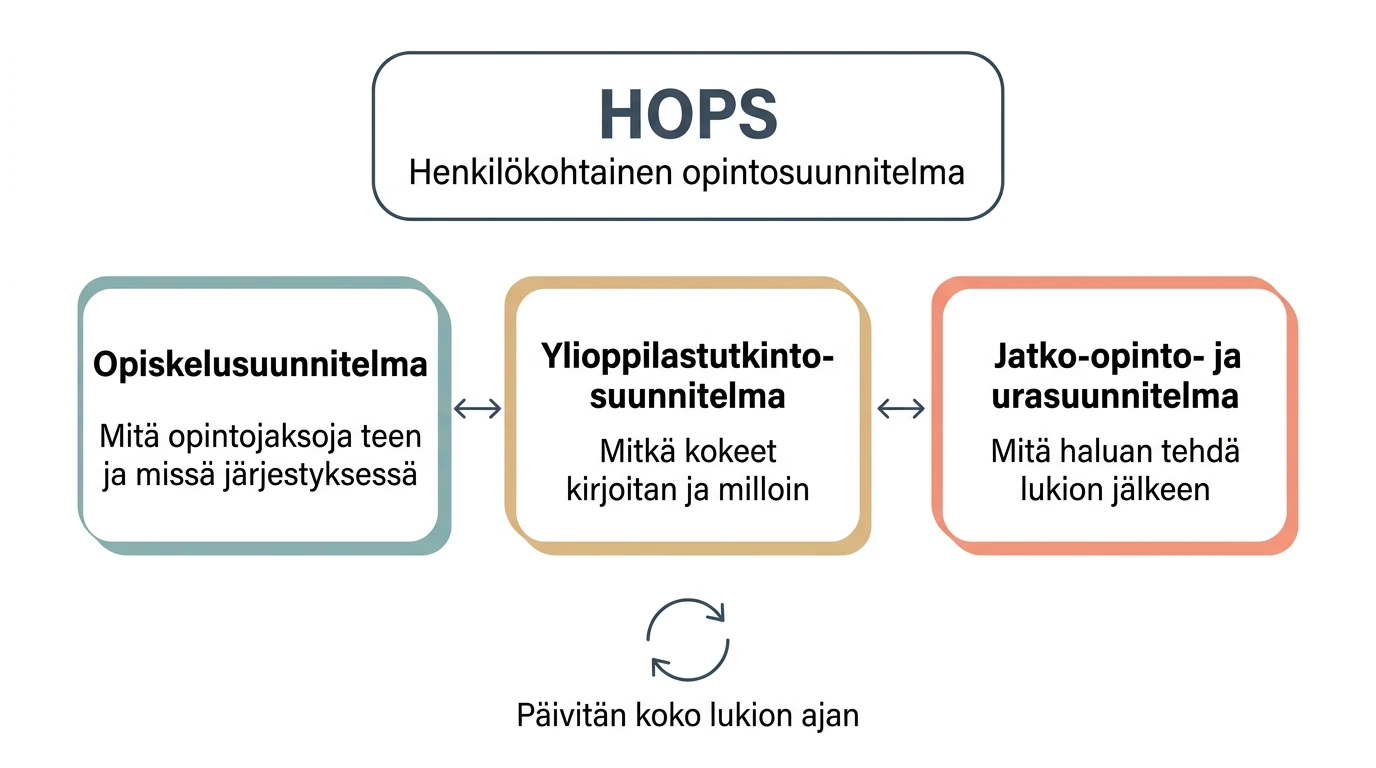 HOPS
Henkilökohtainen opintosuunnitelma
Opiskelusuunnitelma
Mitä opintojaksoja teen
ja missä järjestyksessä
Ylioppilastutkinto-
suunnitelma
Mitkä kokeet
kirjoitan ja milloin
Jatko-opinto- ja
urasuunnitelma
Mitä haluan tehdä
lukion jälkeen
Päivitän koko lukion ajan